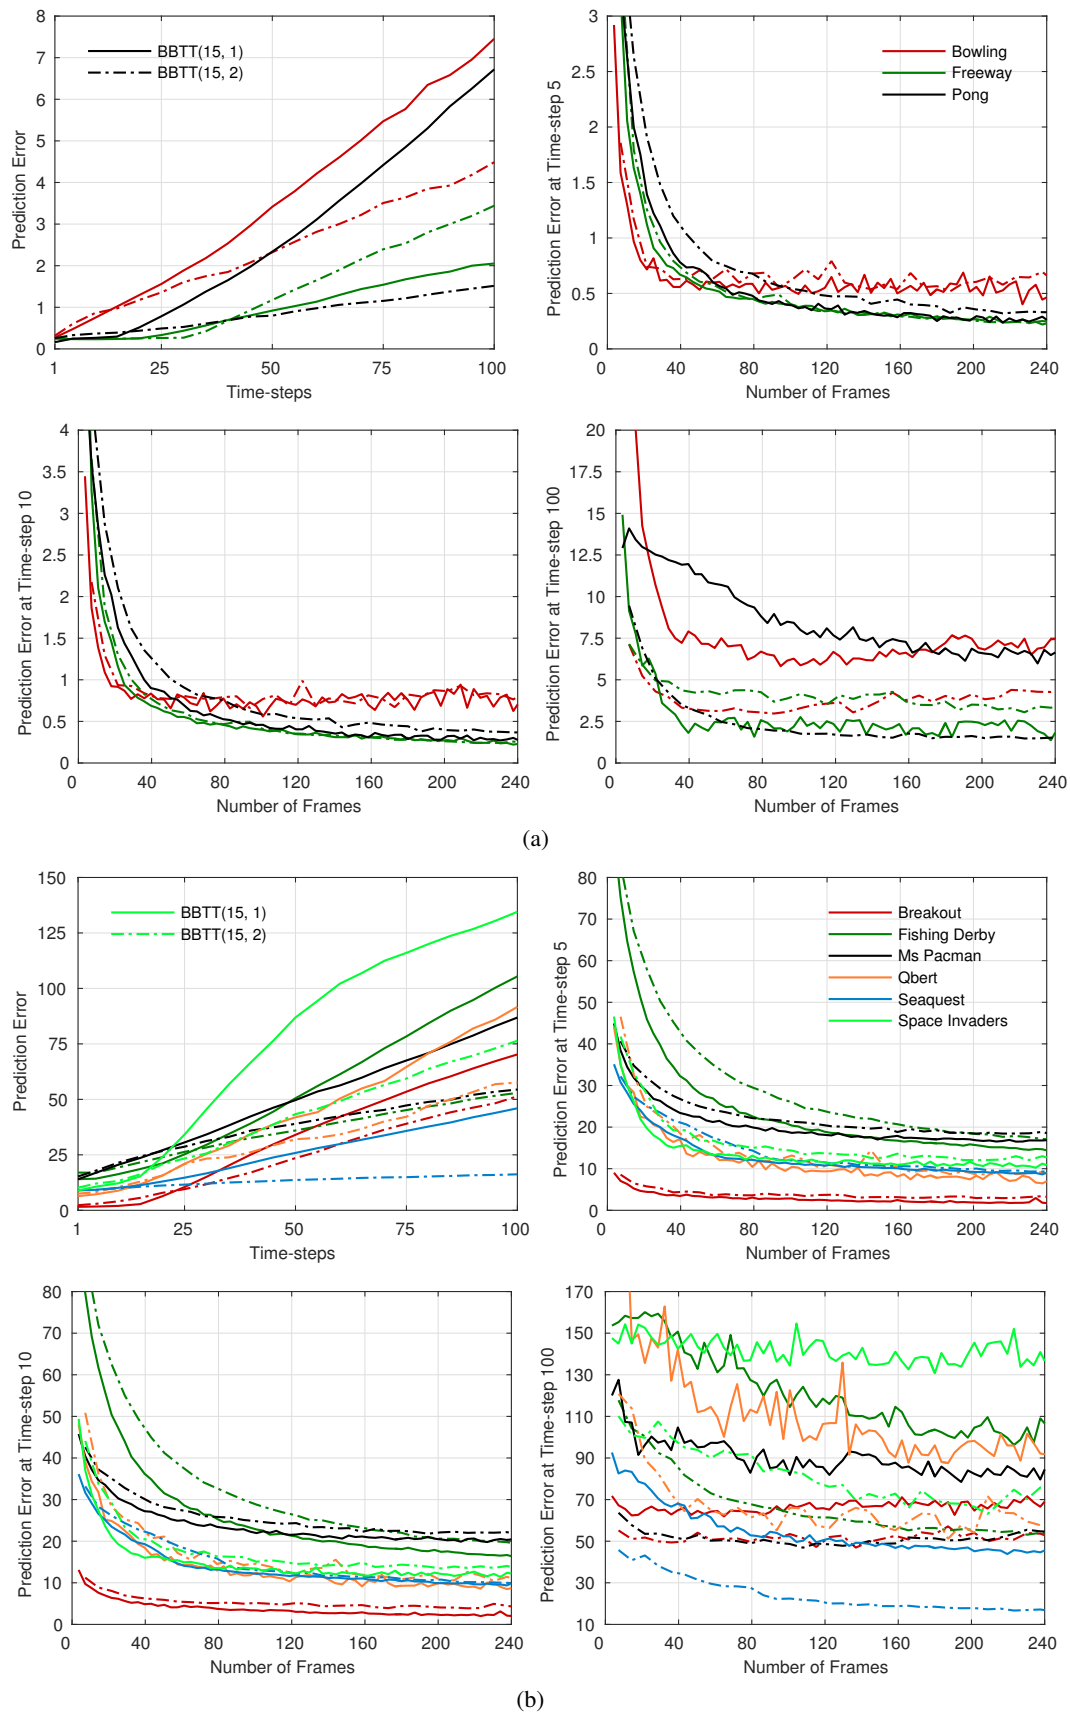 8
7
6
5
4
3
2
1
0
Prediction Error
BBTT(15, 1)
BBTT(15, 2)
1 25 50 75 100
Time-steps
3
2.5
2
1.5
1
0.5
0
Prediction Error at Time-step 5
Bowling
Freeway
Pong
0 40 80 120 160 200 240
Number of Frames
4
3.5
3
2.5
2
1.5
1
0.5
0
Prediction Error at Time-step 10
0 40 80 120 160 200 240
Number of Frames
20
17.5
15
12.5
10
7.5
5
2.5
0
Prediction Error at Time-step 100
0 40 80 120 160 200 240
Number of Frames
(a)
150
125
100
75
50
25
0
Prediction Error
BBTT(15, 1)
BBTT(15, 2)
1 25 50 75 100
Time-steps
80
70
60
50
40
30
20
10
0
Prediction Error at Time-step 5
Breakout
Fishing Derby
Ms Pacman
Qbert
Seaquest
Space Invaders
0 40 80 120 160 200 240
Number of Frames
80
70
60
50
40
30
20
10
0
Prediction Error at Time-step 10
0 40 80 120 160 200 240
Number of Frames
170
150
130
110
90
70
50
30
10
Prediction Error at Time-step 100
0 40 80 120 160 200 240
Number of Frames
(b)